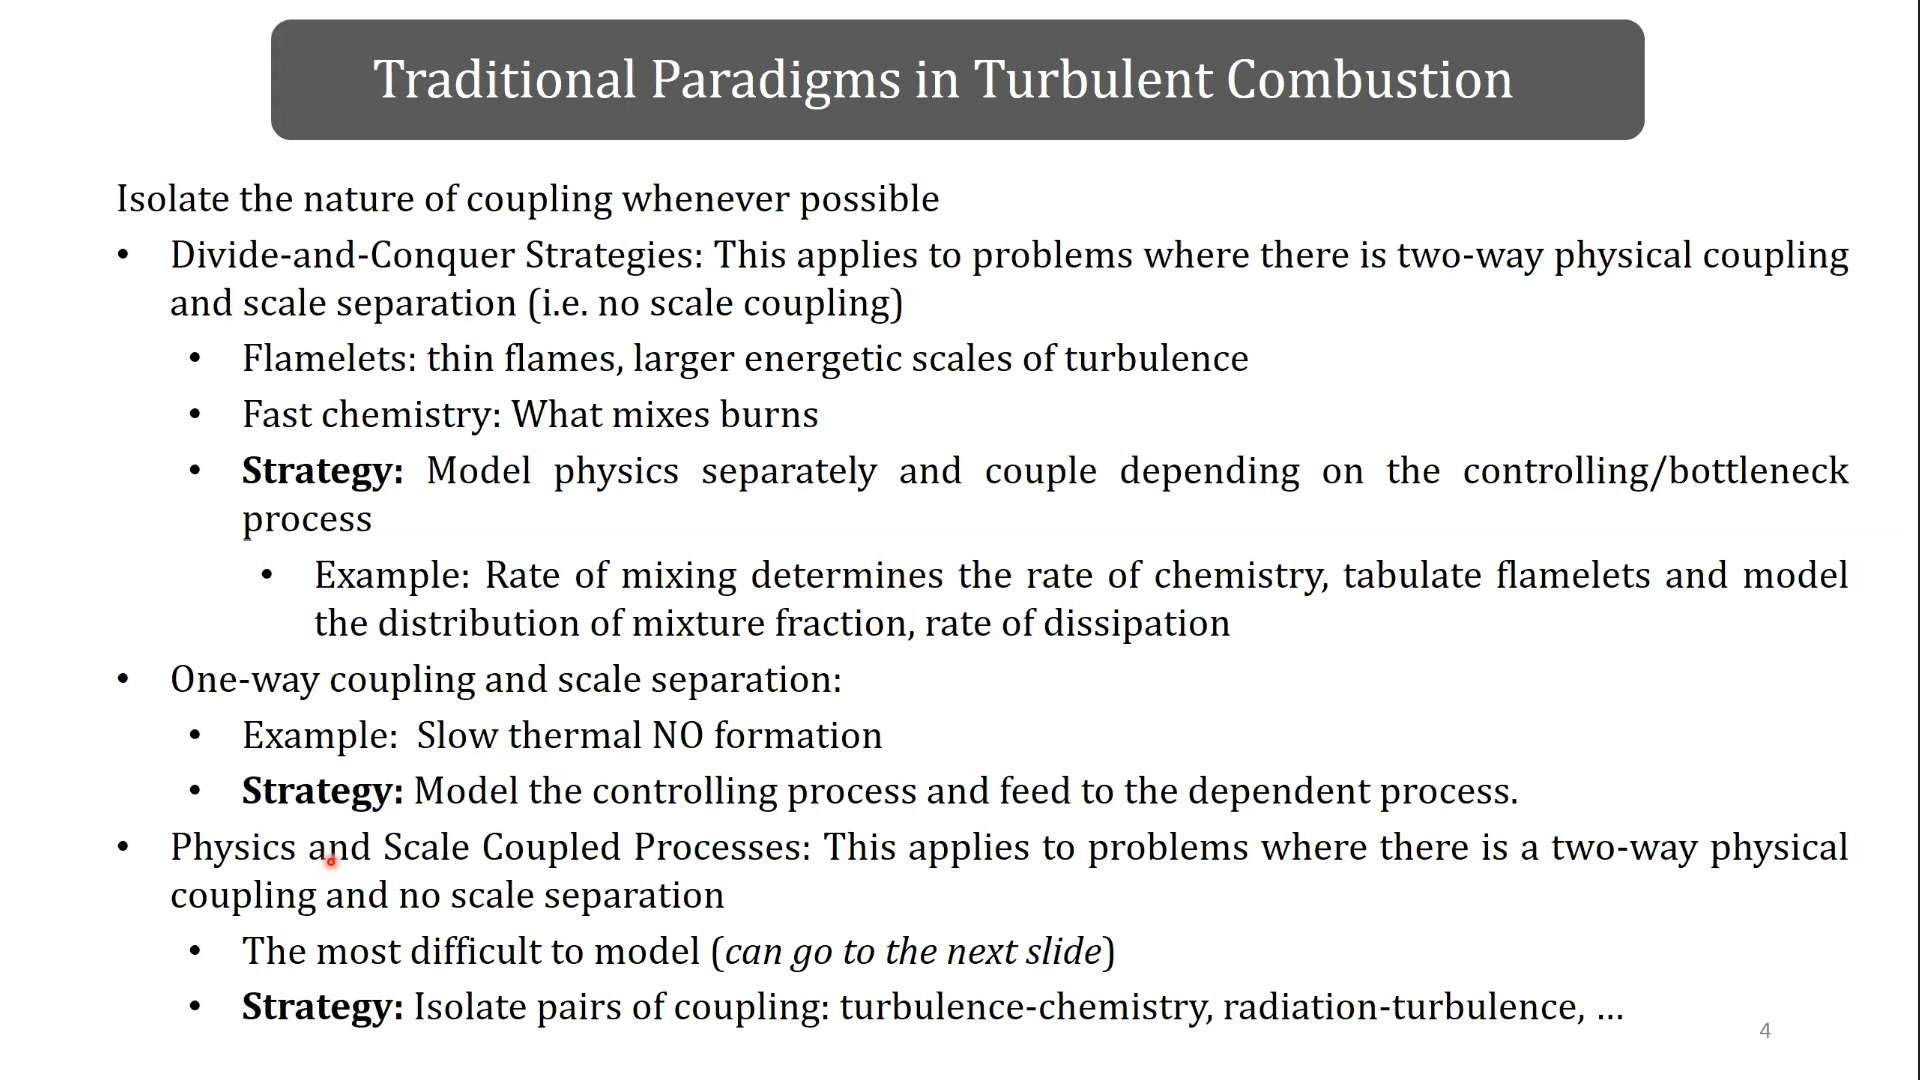 Traditional Paradigms in Turbulent Combustion
Isolate the nature of coupling whenever possible
• Divide-and-Conquer Strategies: This applies to problems where there is two-way physical coupling
and scale separation (i.e. no scale coupling)
• Flamelets: thin flames, larger energetic scales of turbulence
• Fast chemistry: What mixes burns
• Strategy: Model physics separately and couple depending on the controlling/bottleneck
process
• Example: Rate of mixing determines the rate of chemistry, tabulate flamelets and model
the distribution of mixture fraction, rate of dissipation
• One-way coupling and scale separation:
• Example: Slow thermal NO formation
• Strategy: Model the controlling process and feed to the dependent process.
• Physics and Scale Coupled Processes: This applies to problems where there is a two-way physical
coupling and no scale separation
• The most difficult to model (can go to the next slide)
• Strategy: Isolate pairs of coupling: turbulence-chemistry, radiation-turbulence, …
4